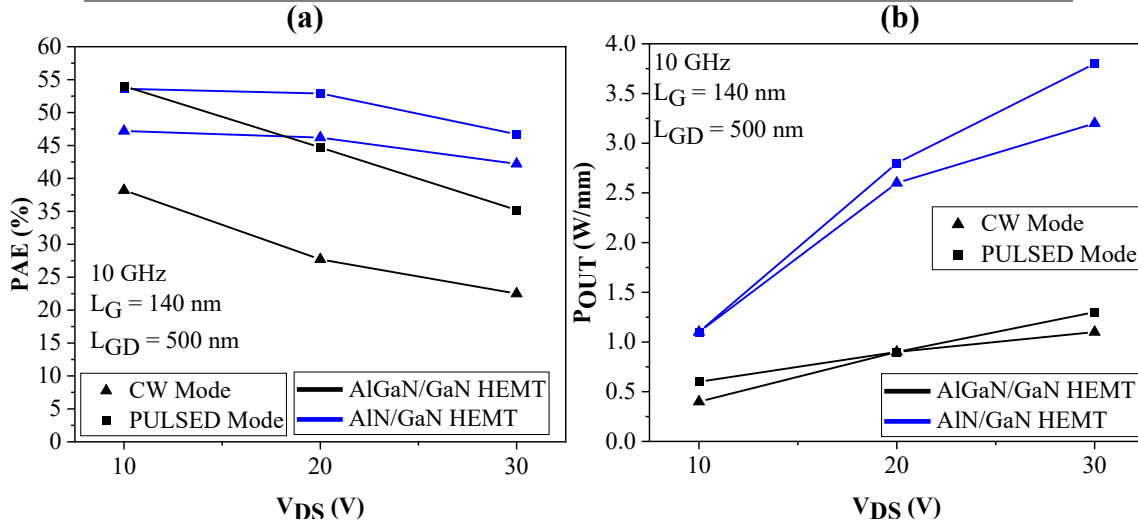 (a)
60
55
50
45
40
35
30
25
20
15
10
5
0
PAE (%)
10 GHz
LG = 140 nm
LGD = 500 nm
CW Mode
PULSED Mode
AlGaN/GaN HEMT
AlN/GaN HEMT
10 20 30
VDS (V)
(b)
4.0
3.5
3.0
2.5
2.0
1.5
1.0
0.5
0.0
POUT (W/mm)
10 GHz
LG = 140 nm
LGD = 500 nm
CW Mode
PULSED Mode
AlGaN/GaN HEMT
AlN/GaN HEMT
10 20 30
VDS (V)